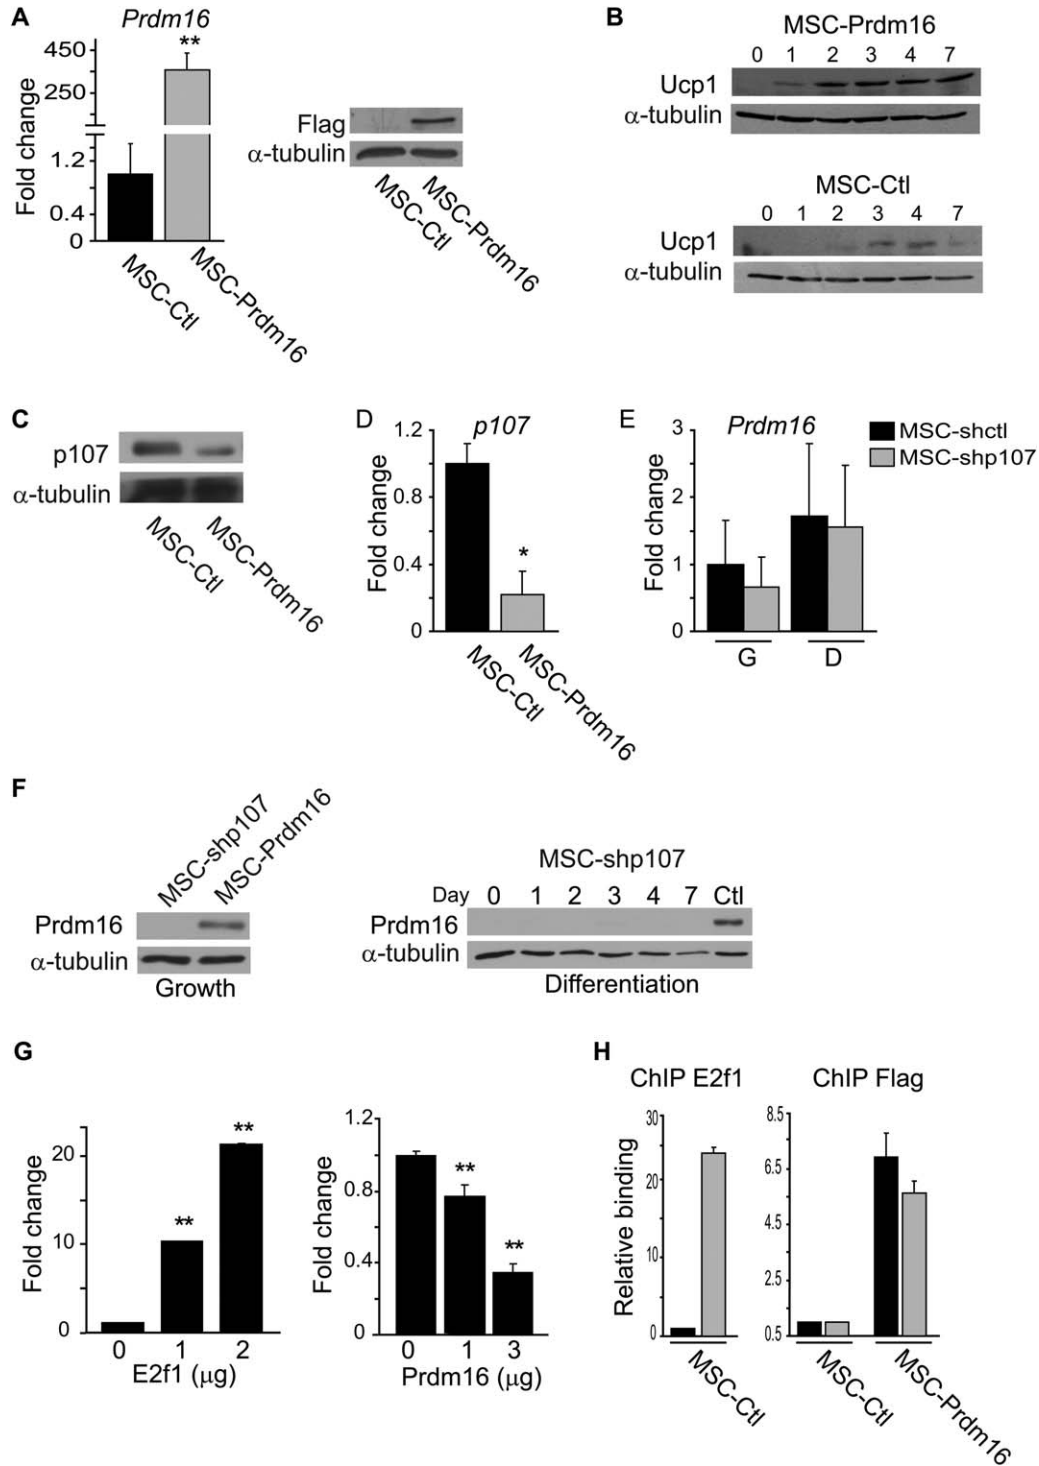 A
Prdm16
**
Fold change
450
250
1.2
0.4
0
MSC-Ctl
MSC-Prdm16
Flag
α-tubulin
MSC-Ctl
MSC-Prdm16
B
MSC-Prdm16
0 1 2 3 4 7
Ucp1
α-tubulin
MSC-Ctl
0 1 2 3 4 7
Ucp1
α-tubulin
C
p107
α-tubulin
MSC-Ctl
MSC-Prdm16
D
p107
Fold change
1.2
0.8
0.4
0
*
MSC-Ctl
MSC-Prdm16
E
Prdm16
Fold change
3
2
1
0
G D
MSC-shctl
MSC-shp107
F
MSC-shp107
MSC-Prdm16
Prdm16
α-tubulin
Growth
MSC-shp107
Day 0 1 2 3 4 7 Ctl
Prdm16
α-tubulin
Differentiation
G
Fold change
20
10
0
**
**
0 1 2
E2f1 (µg)
Fold change
1.2
0.8
0.4
0
**
**
0 1 3
Prdm16 (µg)
H
ChIP E2f1
Relative binding
30
20
10
0
MSC-Ctl
ChIP Flag
8.5
6.5
4.5
2.5
0.5
MSC-Ctl
MSC-Prdm16